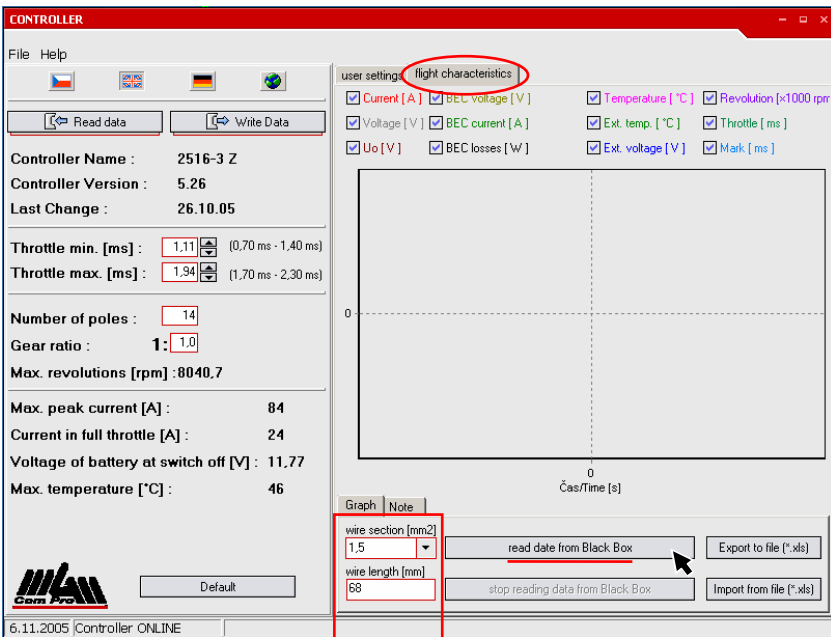 CONTROLLER
File Help
Read data
Write Data
Controller Name : 2516-3 Z
Controller Version : 5.26
Last Change : 26.10.05
Throttle min. [ms] : 1,11 (0,70 ms - 1,40 ms)
Throttle max. [ms] : 1,94 (1,70 ms - 2,30 ms)
Number of poles : 14
Gear ratio : 1: 1,0
Max. revolutions [rpm] :8040,7
Max. peak current [A] : 84
Current in full throttle [A] : 24
Voltage of battery at switch off [V] : 11,77
Max. temperature [°C] : 46
Com Pro
Default
6.11.2005 Controller ONLINE
user settings flight characteristics
Current [ A ] BEC voltage [ V ] Temperature [ °C ] Revolution [×1000 rpm
Voltage [ V ] BEC current [ A ] Ext. temp. [ °C ] Throttle [ ms ]
Uo [ V ] BEC losses [ W ] Ext. voltage [ V ] Mark [ ms ]
0
0
Čas/Time [s]
Graph Note
wire section [mm2]
1,5 read date from Black Box Export to file (*.xls)
wire length [mm]
68 stop reading data from Black Box Import from file (*.xls)